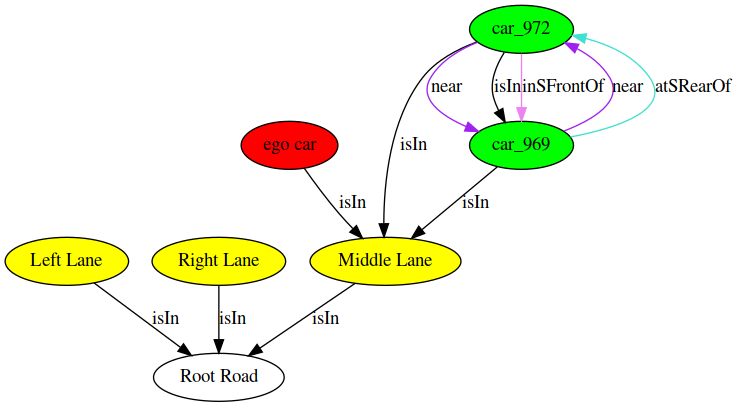 car_972
near
isIn
inSFrontOf
near
atSRearOf
ego car
isIn
car_969
isIn
isIn
Left Lane
Right Lane
Middle Lane
isIn
isIn
isIn
Root Road